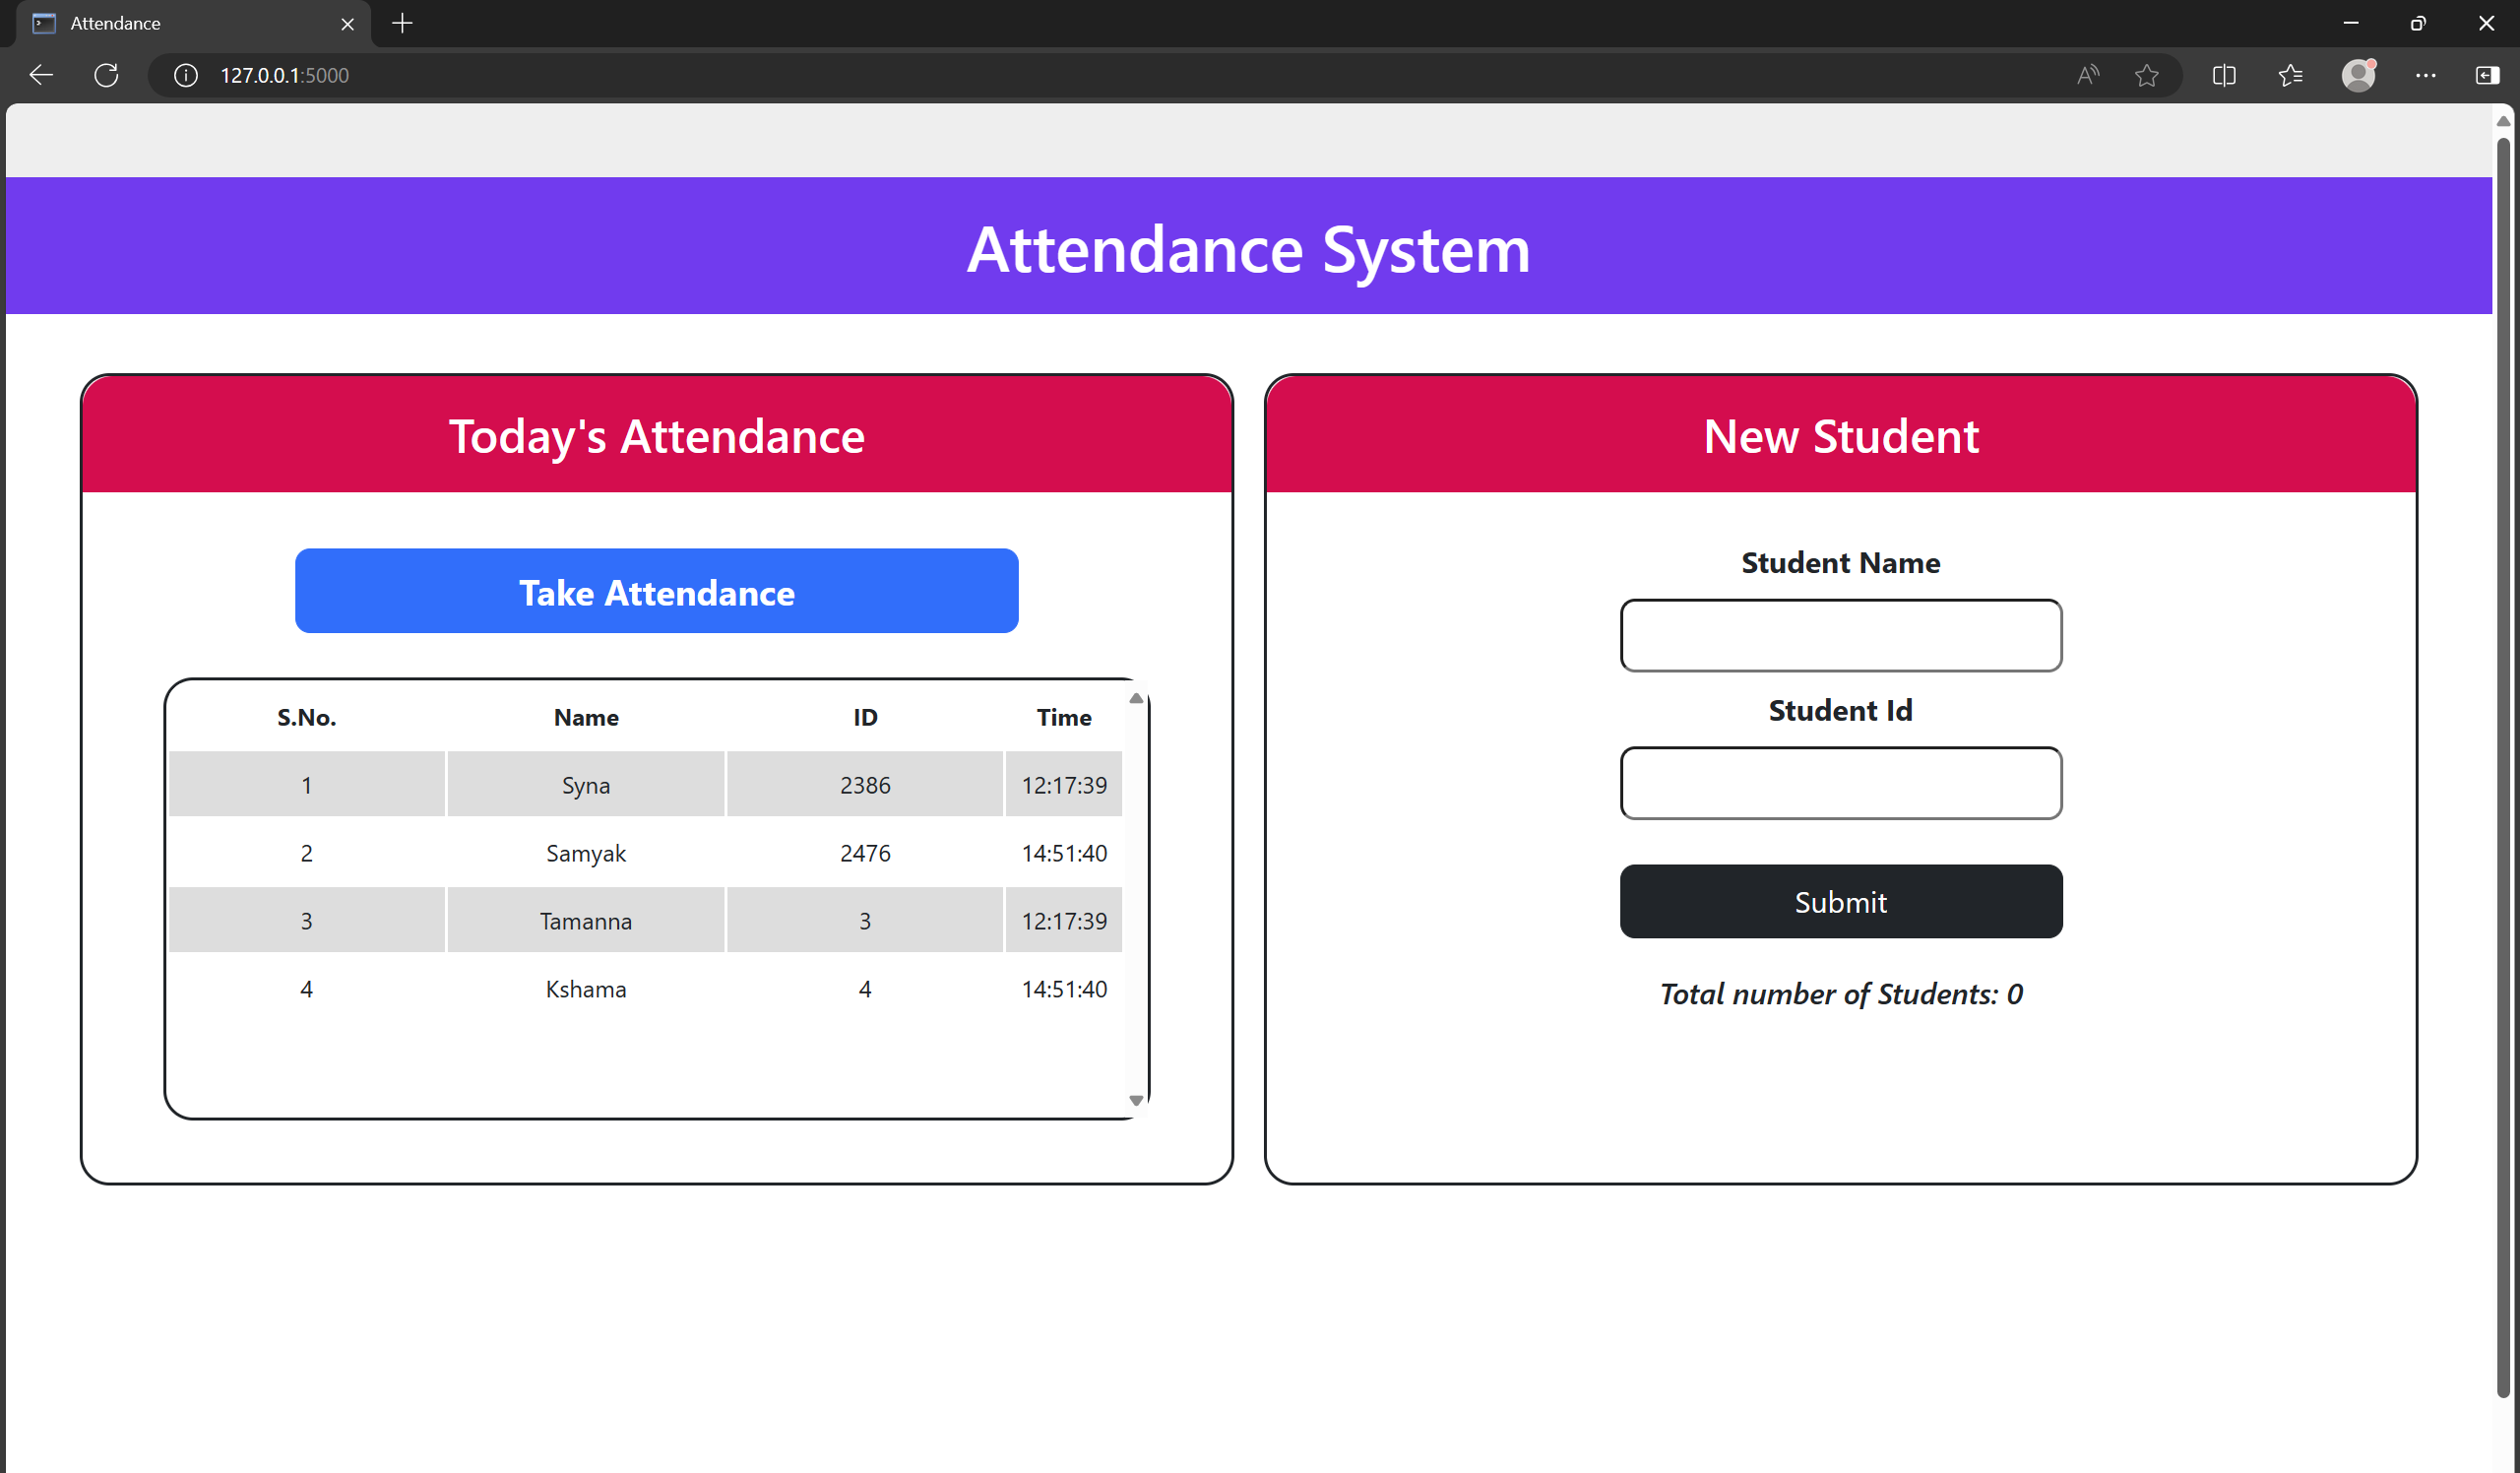 Attendance
127.0.0.1:5000
Attendance System
Today's Attendance
Take Attendance
S.No. Name ID Time
1 Syna 2386 12:17:39
2 Samyak 2476 14:51:40
3 Tamanna 3 12:17:39
4 Kshama 4 14:51:40
New Student
Student Name
Student Id
Submit
Total number of Students: 0